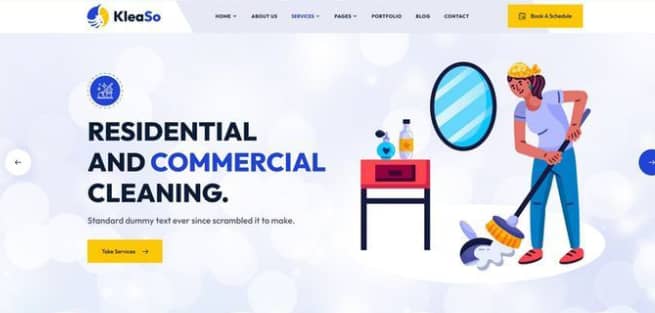 KleaSo
HOME ABOUT US SERVICES PAGES PORTFOLIO BLOG CONTACT
Book A Schedule
RESIDENTIAL
AND COMMERCIAL
CLEANING.
Standard dummy text ever since scrambled it to make.
Take Services